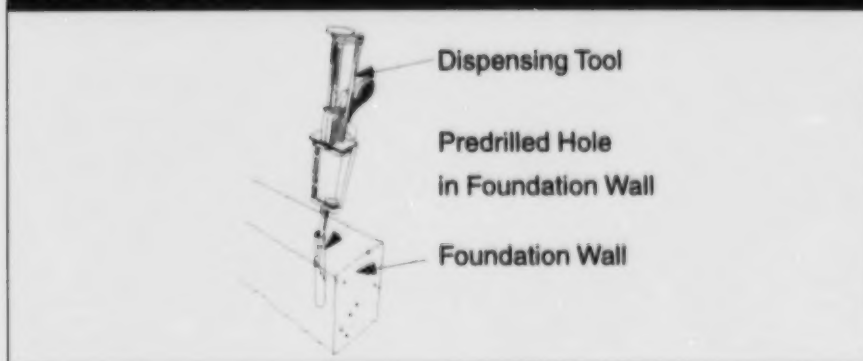 Dispensing Tool
Predrilled Hole
in Foundation Wall
Foundation Wall